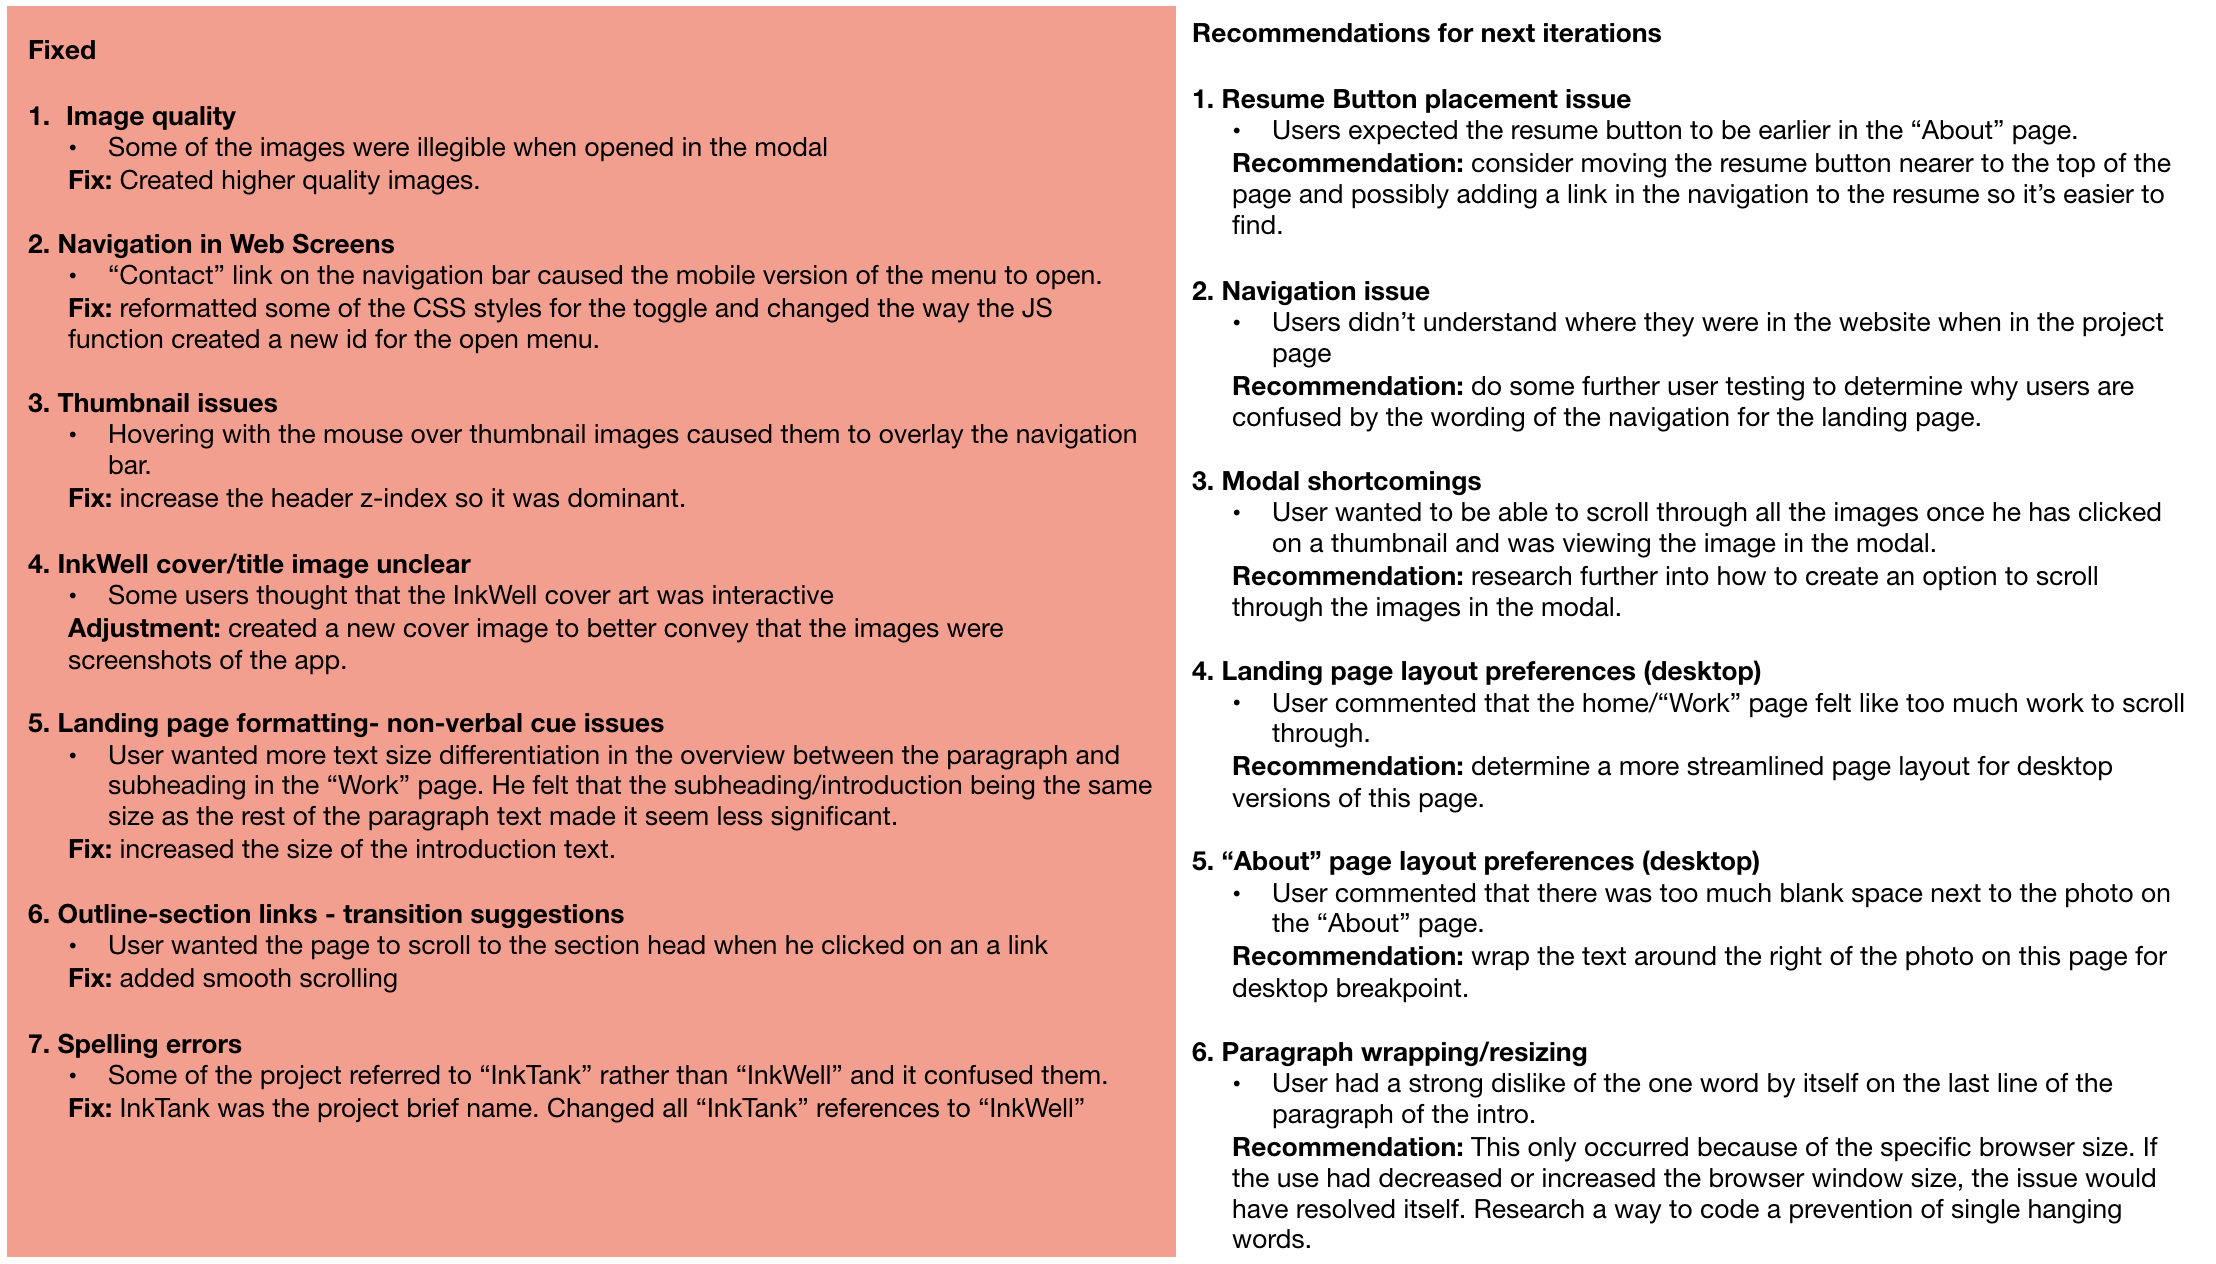 Fixed
1. Image quality
• Some of the images were illegible when opened in the modal
Fix: Created higher quality images.
2. Navigation in Web Screens
• “Contact” link on the navigation bar caused the mobile version of the menu to open.
Fix: reformatted some of the CSS styles for the toggle and changed the way the JS
function created a new id for the open menu.
3. Thumbnail issues
• Hovering with the mouse over thumbnail images caused them to overlay the navigation
bar.
Fix: increase the header z-index so it was dominant.
4. InkWell cover/title image unclear
• Some users thought that the InkWell cover art was interactive
Adjustment: created a new cover image to better convey that the images were
screenshots of the app.
5. Landing page formatting- non-verbal cue issues
• User wanted more text size differentiation in the overview between the paragraph and
subheading in the “Work” page. He felt that the subheading/introduction being the same
size as the rest of the paragraph text made it seem less significant.
Fix: increased the size of the introduction text.
6. Outline-section links - transition suggestions
• User wanted the page to scroll to the section head when he clicked on an a link
Fix: added smooth scrolling
7. Spelling errors
• Some of the project referred to “InkTank” rather than “InkWell” and it confused them.
Fix: InkTank was the project brief name. Changed all “InkTank” references to “InkWell”
Recommendations for next iterations
1. Resume Button placement issue
• Users expected the resume button to be earlier in the “About” page.
Recommendation: consider moving the resume button nearer to the top of the
page and possibly adding a link in the navigation to the resume so it’s easier to
find.
2. Navigation issue
• Users didn’t understand where they were in the website when in the project
page
Recommendation: do some further user testing to determine why users are
confused by the wording of the navigation for the landing page.
3. Modal shortcomings
• User wanted to be able to scroll through all the images once he has clicked
on a thumbnail and was viewing the image in the modal.
Recommendation: research further into how to create an option to scroll
through the images in the modal.
4. Landing page layout preferences (desktop)
• User commented that the home/“Work” page felt like too much work to scroll
through.
Recommendation: determine a more streamlined page layout for desktop
versions of this page.
5. “About” page layout preferences (desktop)
• User commented that there was too much blank space next to the photo on
the “About” page.
Recommendation: wrap the text around the right of the photo on this page for
desktop breakpoint.
6. Paragraph wrapping/resizing
• User had a strong dislike of the one word by itself on the last line of the
paragraph of the intro.
Recommendation: This only occurred because of the specific browser size. If
the use had decreased or increased the browser window size, the issue would
have resolved itself. Research a way to code a prevention of single hanging
words.